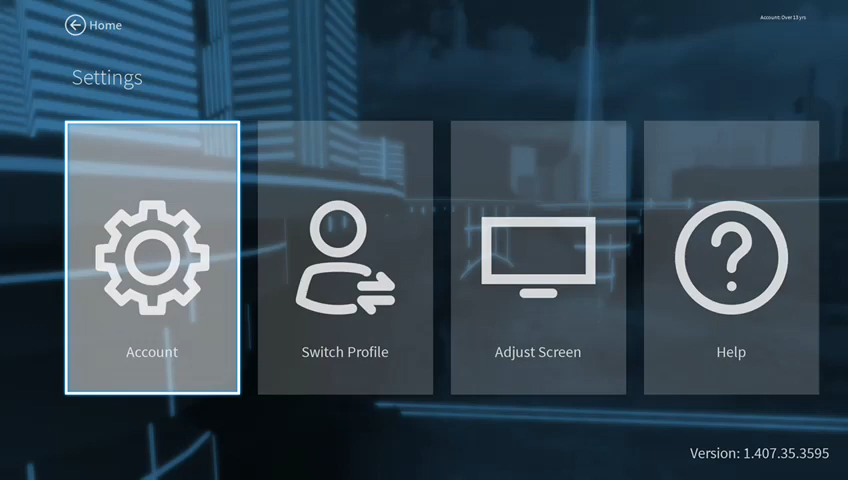 Home
Account: Over 13 yrs
Settings
Account
Switch Profile
Adjust Screen
Help
Version: 1.407.35.3595